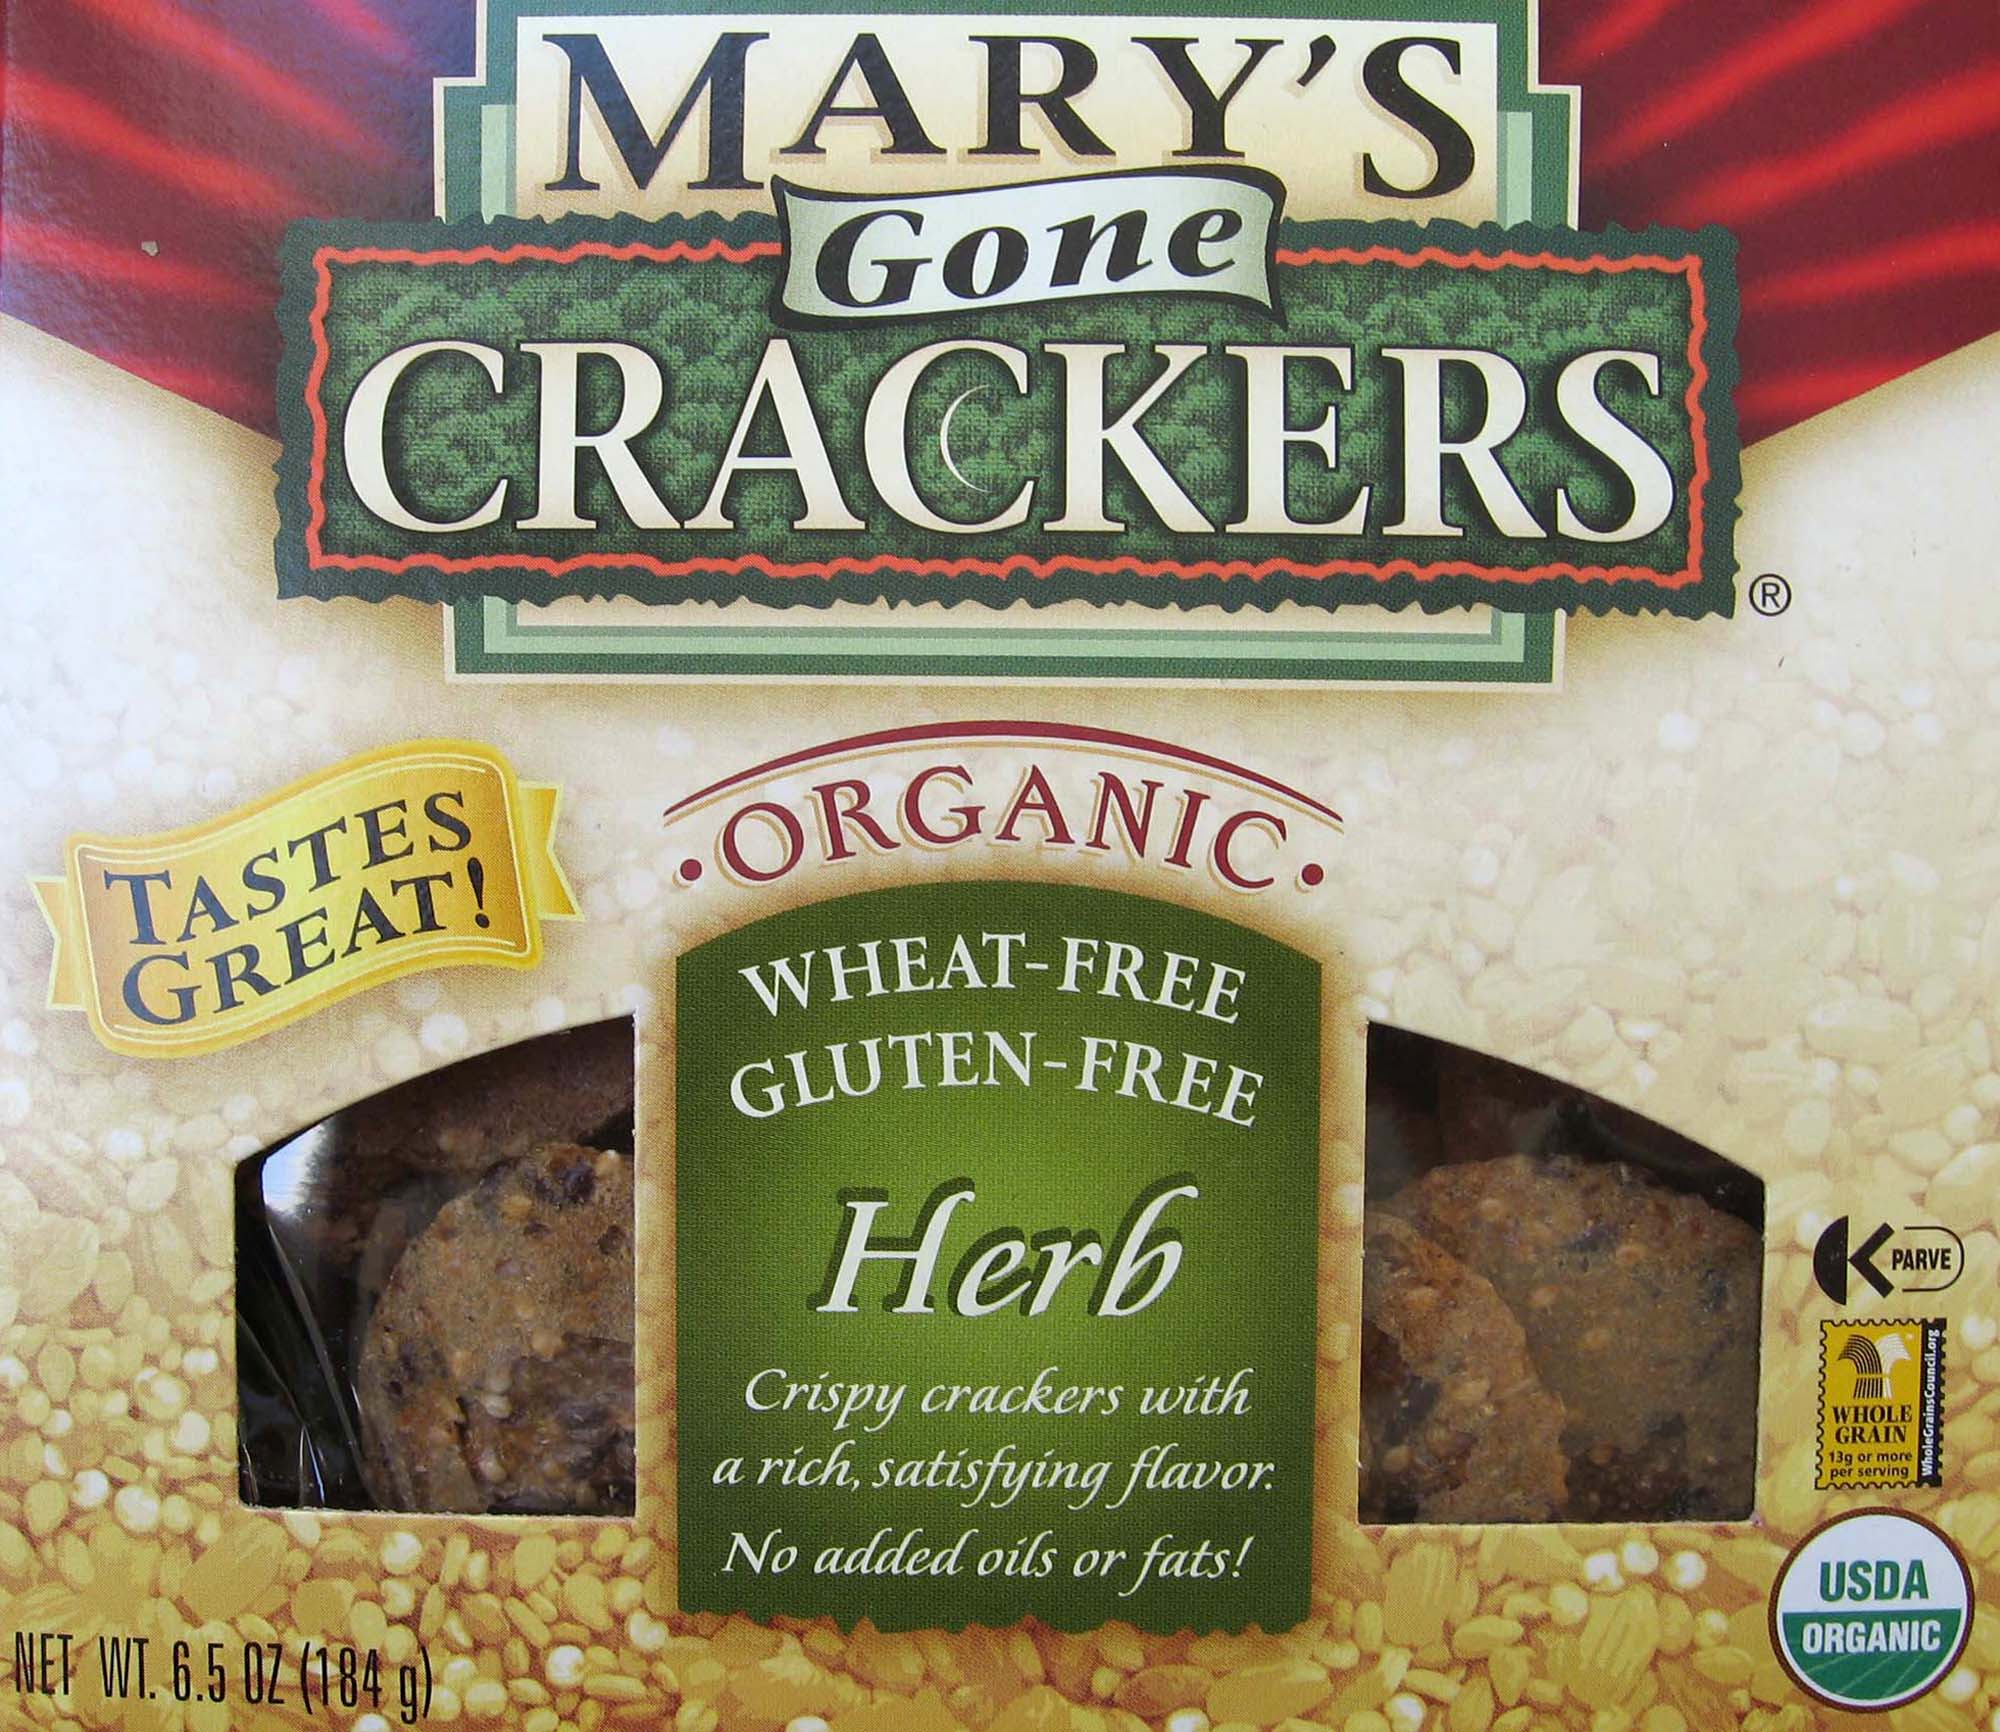 MARY'S
Gone
CRACKERS
®
TASTES
GREAT!
•ORGANIC•
WHEAT-FREE
GLUTEN-FREE
Herb
Crispy crackers with
a rich, satisfying flavor.
No added oils or fats!
K PARVE
WHOLE
GRAIN
13g or more
per serving
WholeGrainsCouncil.org
USDA
ORGANIC
NET WT. 6.5 OZ (184 g)